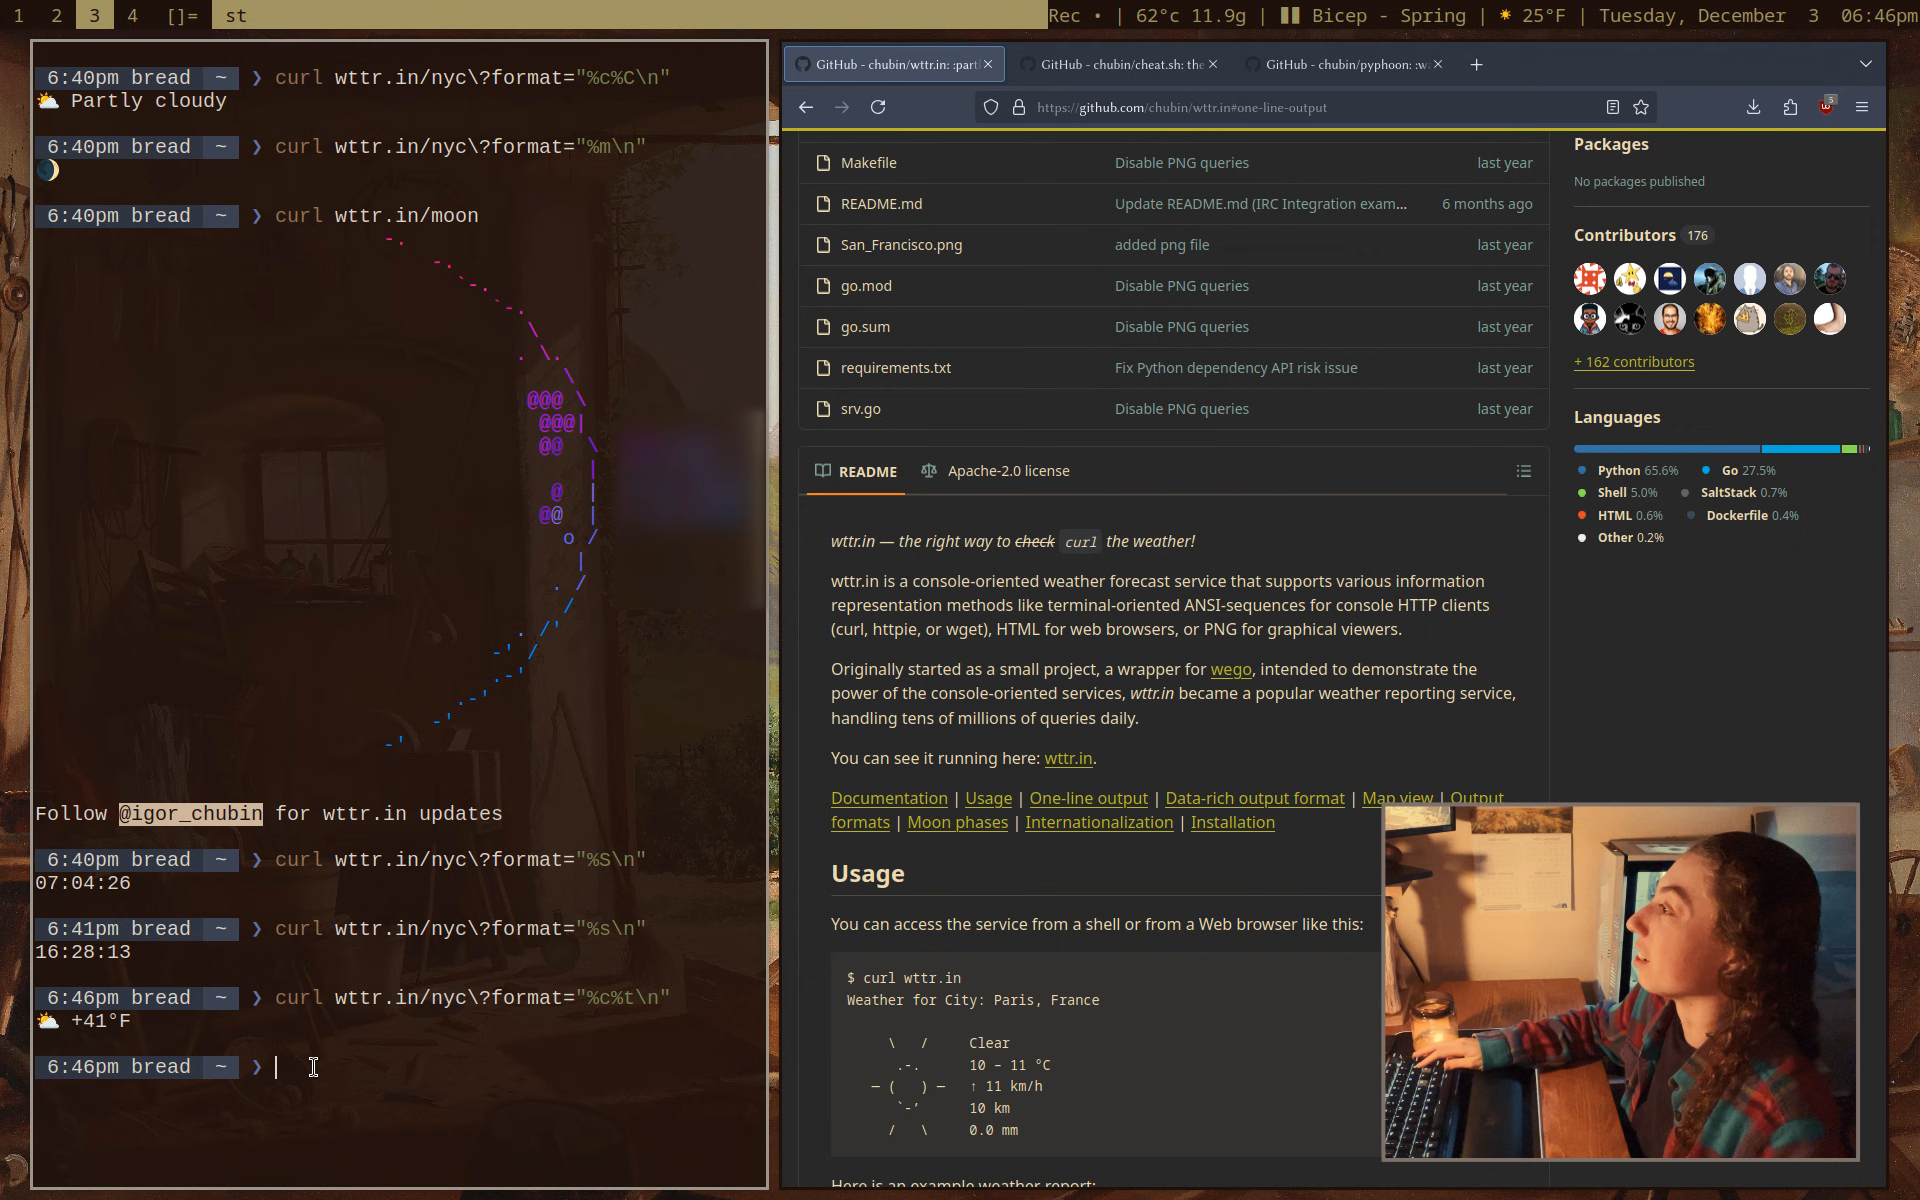 1 2 3 4 []= st Rec • | 62°c 11.9g | ▮▮ Bicep - Spring | ☀ 25°F | Tuesday, December 3 06:46pm
6:40pm bread ~ ❯ curl wttr.in/nyc\?format="%c%C\n"
⛅ Partly cloudy
6:40pm bread ~ ❯ curl wttr.in/nyc\?format="%m\n"
🌒
6:40pm bread ~ ❯ curl wttr.in/moon
-.
-.
`-.
`-.
\
. \.
\
@@@ \
@@@|
@@ \
|
@ |
@@ |
o /
|
. /
/
. /'
-' /
.-'
.-'
-'
-'
Follow @igor_chubin for wttr.in updates
6:40pm bread ~ ❯ curl wttr.in/nyc\?format="%S\n"
07:04:26
6:41pm bread ~ ❯ curl wttr.in/nyc\?format="%s\n"
16:28:13
6:46pm bread ~ ❯ curl wttr.in/nyc\?format="%c%t\n"
⛅ +41°F
6:46pm bread ~ ❯
GitHub - chubin/wttr.in: :part GitHub - chubin/cheat.sh: the GitHub - chubin/pyphoon: :w
https://github.com/chubin/wttr.in#one-line-output 5
Makefile Disable PNG queries last year
README.md Update README.md (IRC Integration exam... 6 months ago
San_Francisco.png added png file last year
go.mod Disable PNG queries last year
go.sum Disable PNG queries last year
requirements.txt Fix Python dependency API risk issue last year
srv.go Disable PNG queries last year
README Apache-2.0 license
wttr.in — the right way to check curl the weather!
wttr.in is a console-oriented weather forecast service that supports various information
representation methods like terminal-oriented ANSI-sequences for console HTTP clients
(curl, httpie, or wget), HTML for web browsers, or PNG for graphical viewers.
Originally started as a small project, a wrapper for wego, intended to demonstrate the
power of the console-oriented services, wttr.in became a popular weather reporting service,
handling tens of millions of queries daily.
You can see it running here: wttr.in.
Documentation | Usage | One-line output | Data-rich output format | Map view | Output
formats | Moon phases | Internationalization | Installation
Usage
You can access the service from a shell or from a Web browser like this:
$ curl wttr.in
Weather for City: Paris, France
\ / Clear
.-. 10 – 11 °C
― ( ) ― ↑ 11 km/h
`-’ 10 km
/ \ 0.0 mm
Here is an example weather report:
Packages
No packages published
Contributors 176
+ 162 contributors
Languages
Python 65.6% Go 27.5%
Shell 5.0% SaltStack 0.7%
HTML 0.6% Dockerfile 0.4%
Other 0.2%